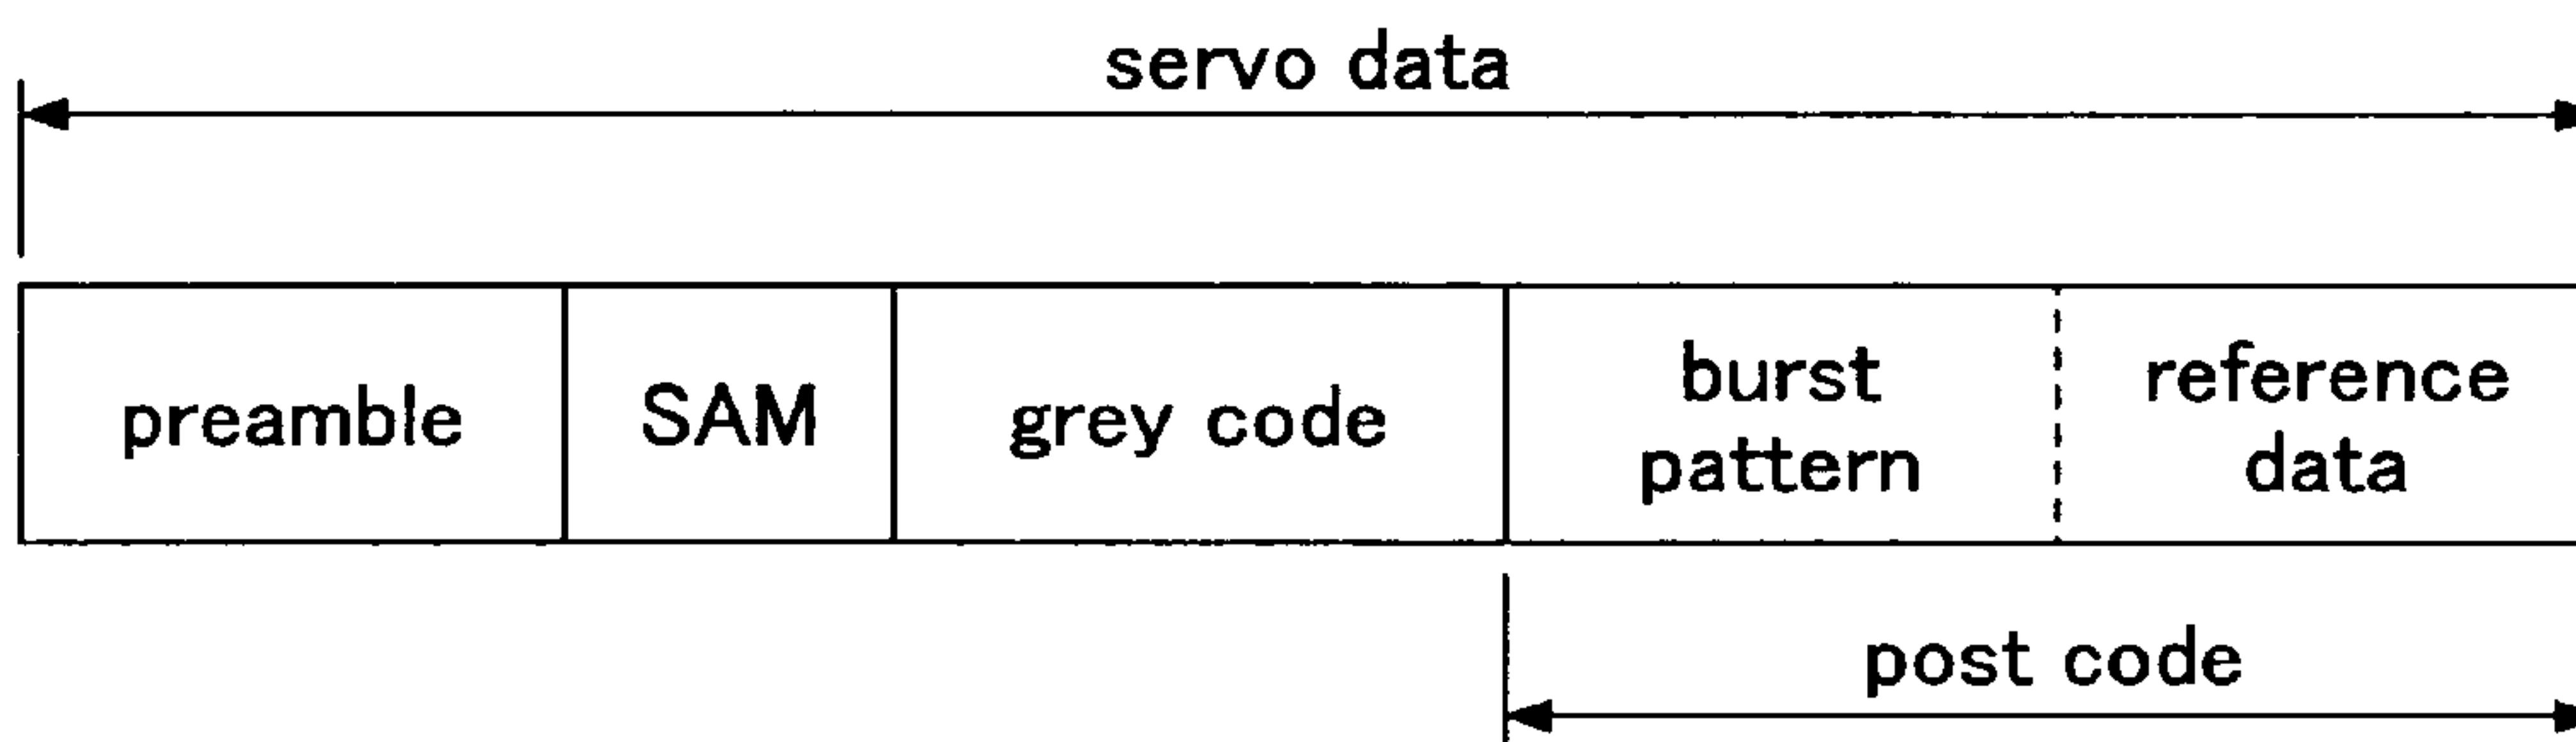 servo data
preamble
SAM
grey code
burst
pattern
reference
data
post code